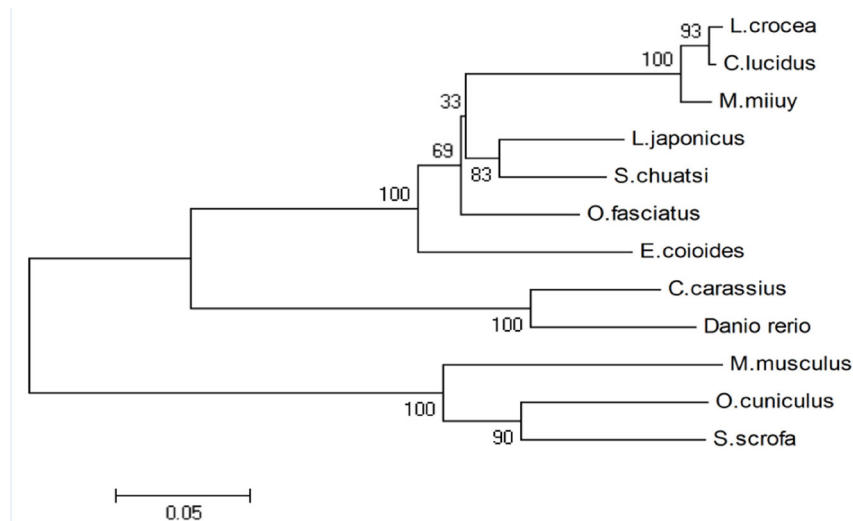 93
L.crocea
100
C.lucidus
33
M.miiuy
69
L.japonicus
83
S.chuatsi
100
O.fasciatus
E.coioides
C.carassius
100
Danio rerio
M.musculus
100
O.cuniculus
90
S.scrofa
0.05